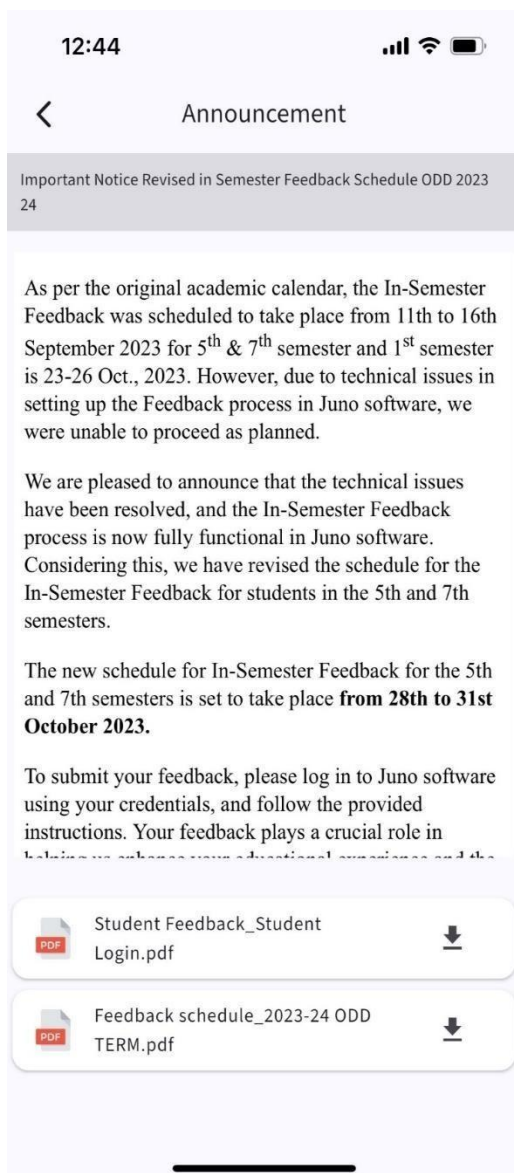 12:44
Announcement
Important Notice Revised in Semester Feedback Schedule ODD 2023
24
As per the original academic calendar, the In-Semester
Feedback was scheduled to take place from 11th to 16th
September 2023 for 5th & 7th semester and 1st semester
is 23-26 Oct., 2023. However, due to technical issues in
setting up the Feedback process in Juno software, we
were unable to proceed as planned.
We are pleased to announce that the technical issues
have been resolved, and the In-Semester Feedback
process is now fully functional in Juno software.
Considering this, we have revised the schedule for the
In-Semester Feedback for students in the 5th and 7th
semesters.
The new schedule for In-Semester Feedback for the 5th
and 7th semesters is set to take place from 28th to 31st
October 2023.
To submit your feedback, please log in to Juno software
using your credentials, and follow the provided
instructions. Your feedback plays a crucial role in
helping us enhance your educational experience and the
PDF
Student Feedback_Student
Login.pdf
PDF
Feedback schedule_2023-24 ODD
TERM.pdf